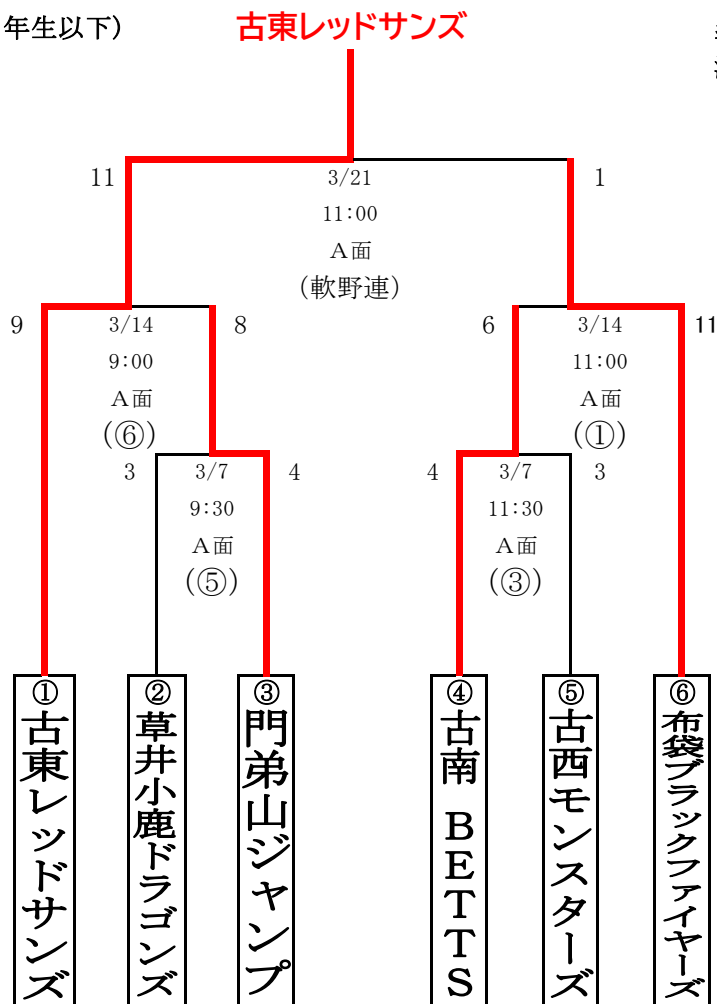 年生以下)
古東レッドサンズ
11
3/21
1
11:00
A面
(軟野連)
9
3/14
8
6
3/14
11
9:00
11:00
A面
A面
(⑥)
(①)
3
3/7
4
4
3/7
3
9:30
11:30
A面
A面
(⑤)
(③)
①古東レッドサンズ
②草井小鹿ドラゴンズ
③門弟山ジャンプ
④古南 BETTS
⑤古西モンスターズ
⑥布袋ブラックファイヤーズ